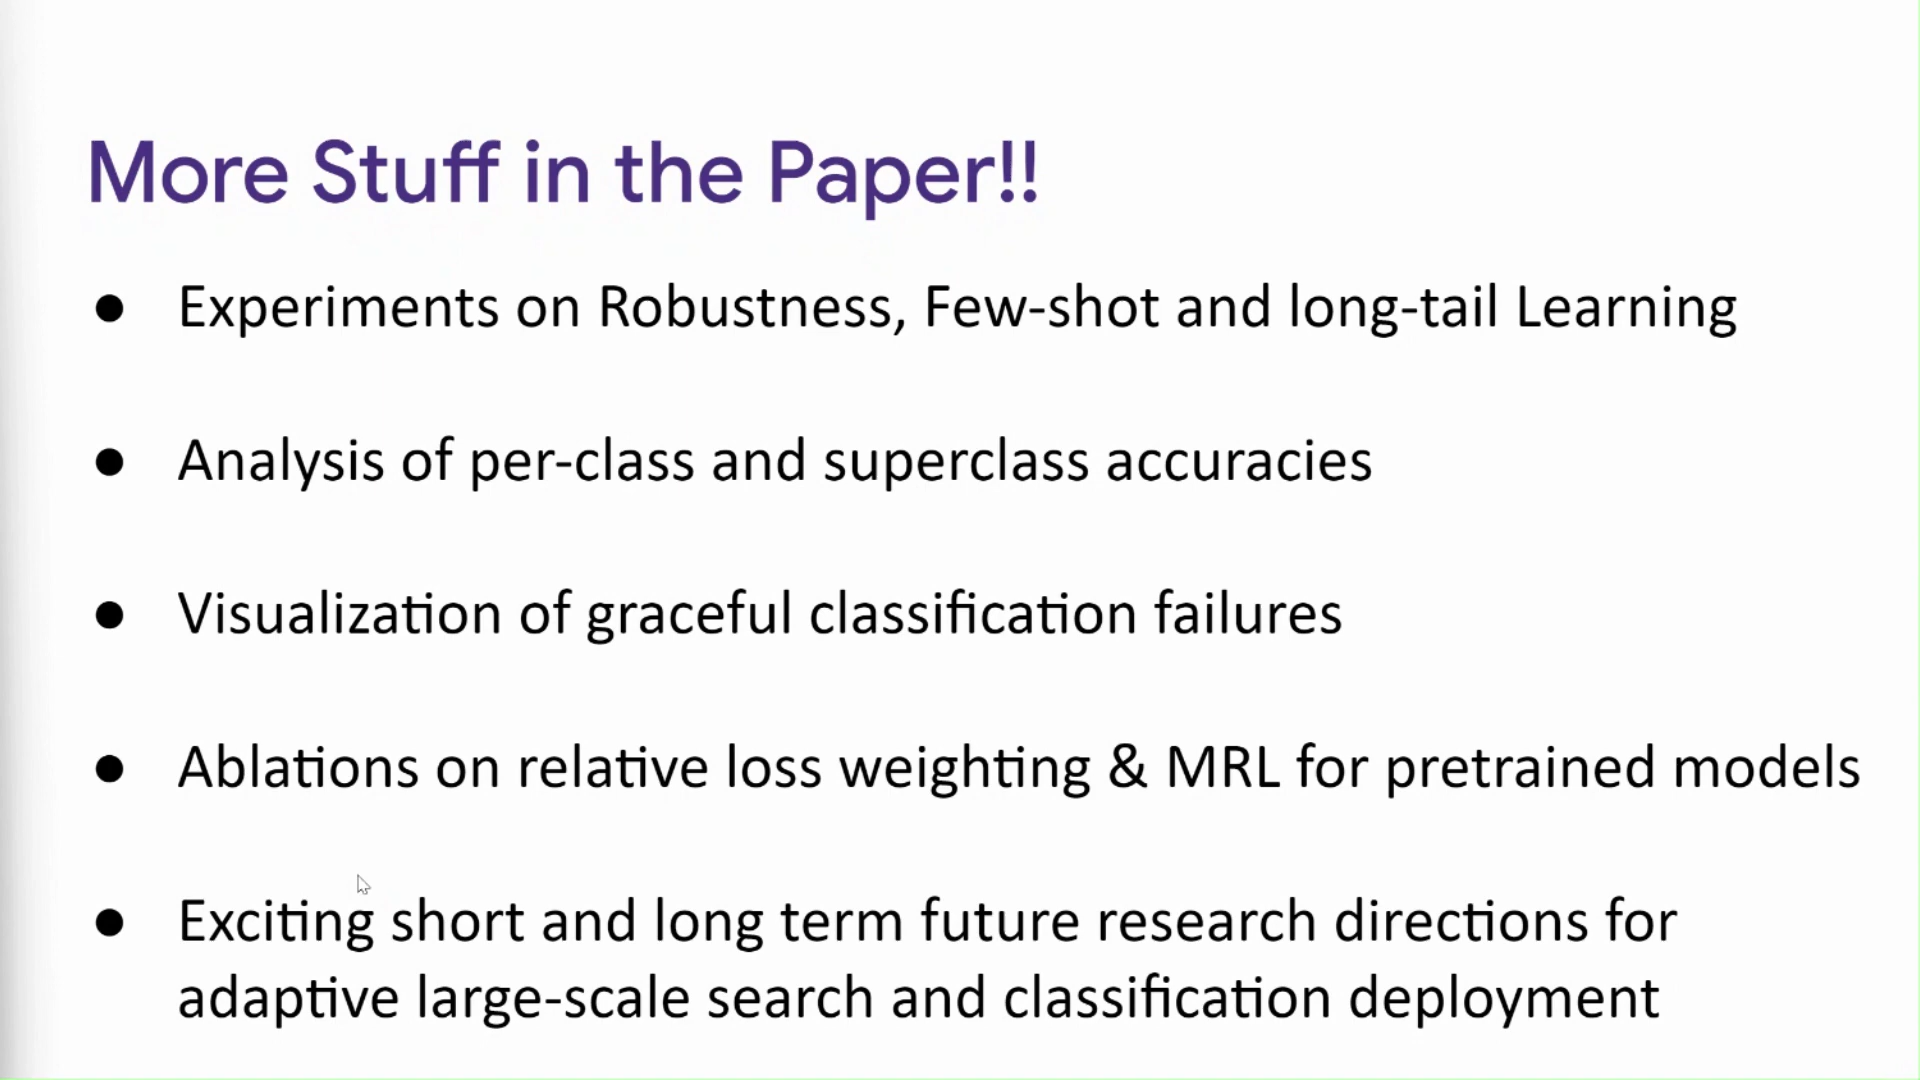 More Stuff in the Paper!!
● Experiments on Robustness, Few-shot and long-tail Learning
● Analysis of per-class and superclass accuracies
● Visualization of graceful classification failures
● Ablations on relative loss weighting & MRL for pretrained models
● Exciting short and long term future research directions for
adaptive large-scale search and classification deployment